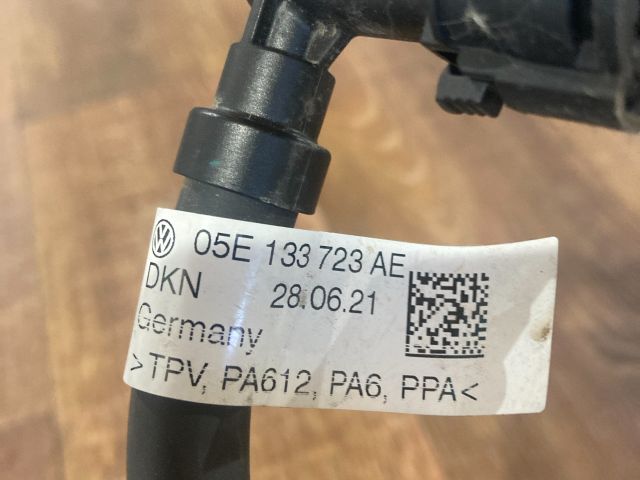 05E 133 723 AE
DKN 28.06.21
Germany
>TPV, PA612, PA6, PPA<